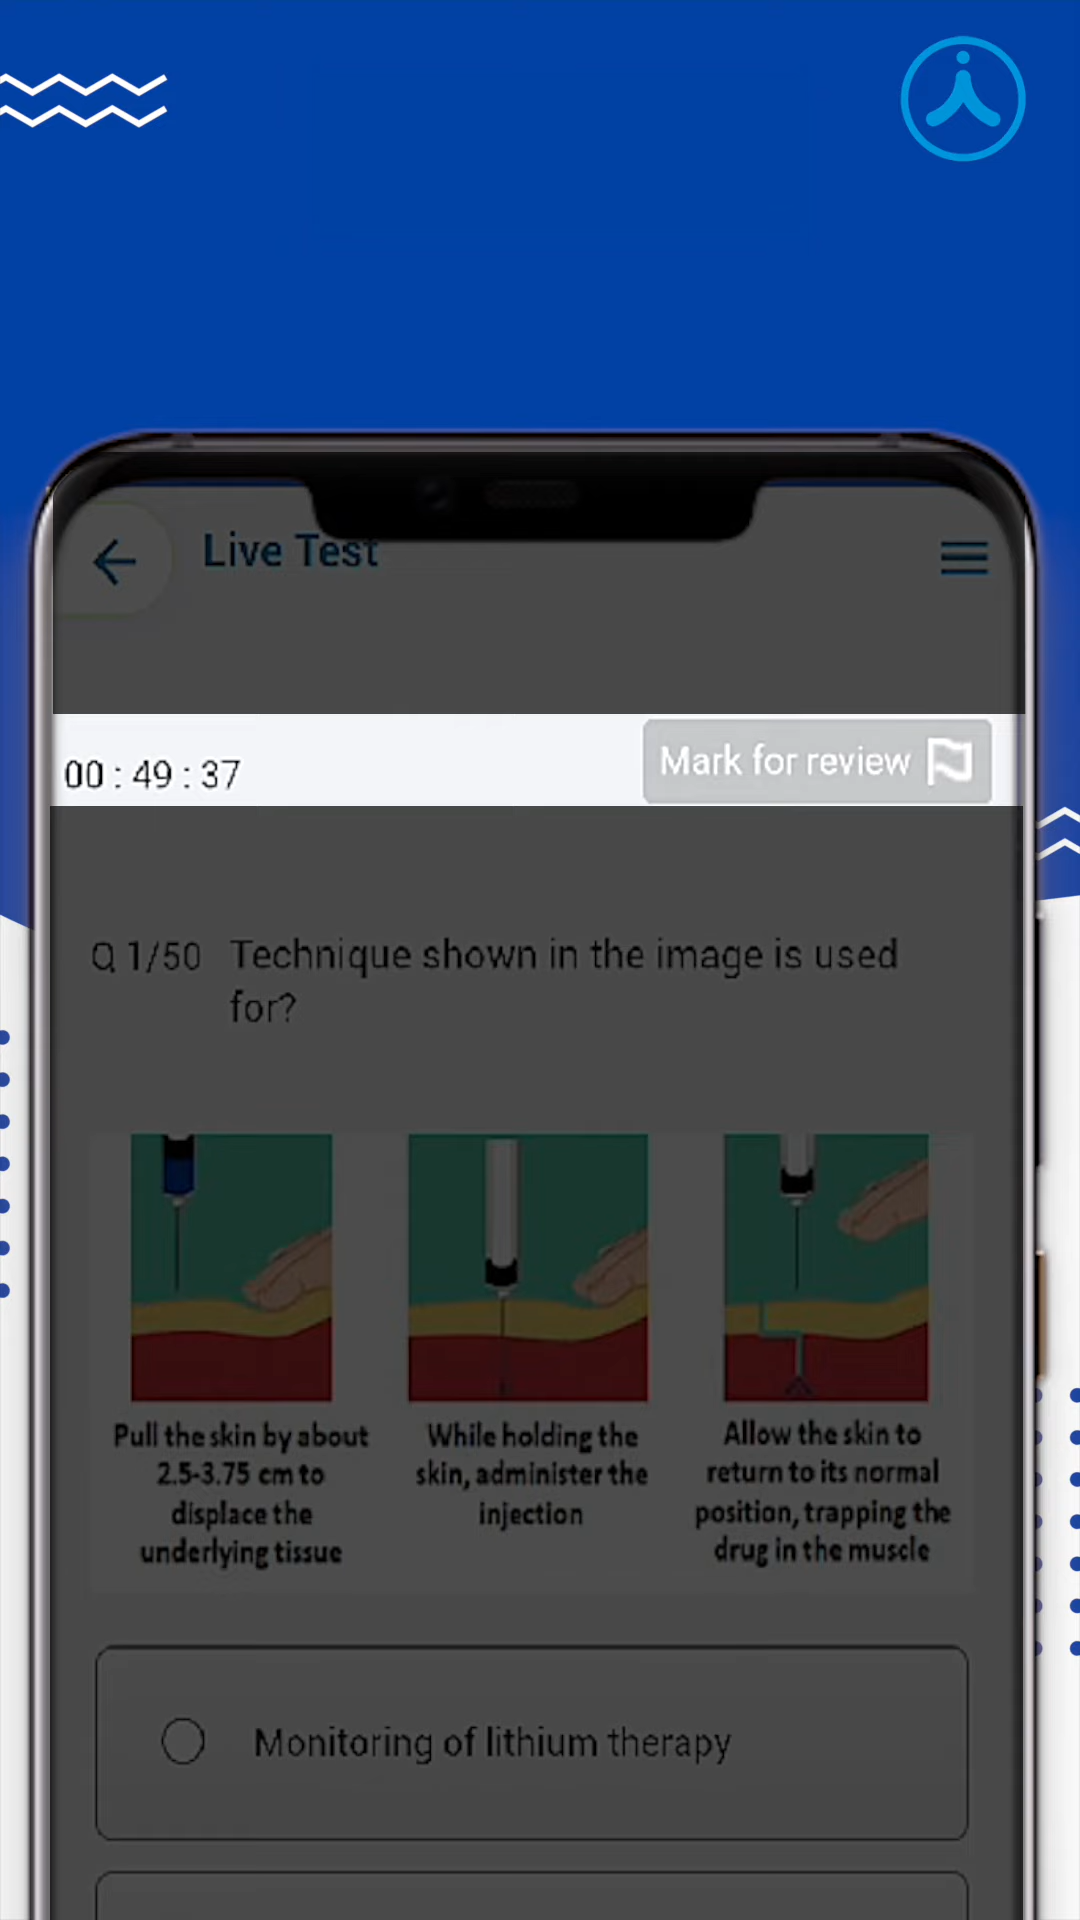 Live Test
00 : 49 : 37
Mark for review
Q 1/50 Technique shown in the image is used
for?
Pull the skin by about
2.5-3.75 cm to
displace the
underlying tissue
While holding the
skin, administer the
injection
Allow the skin to
return to its normal
position, trapping the
drug in the muscle
Monitoring of lithium therapy